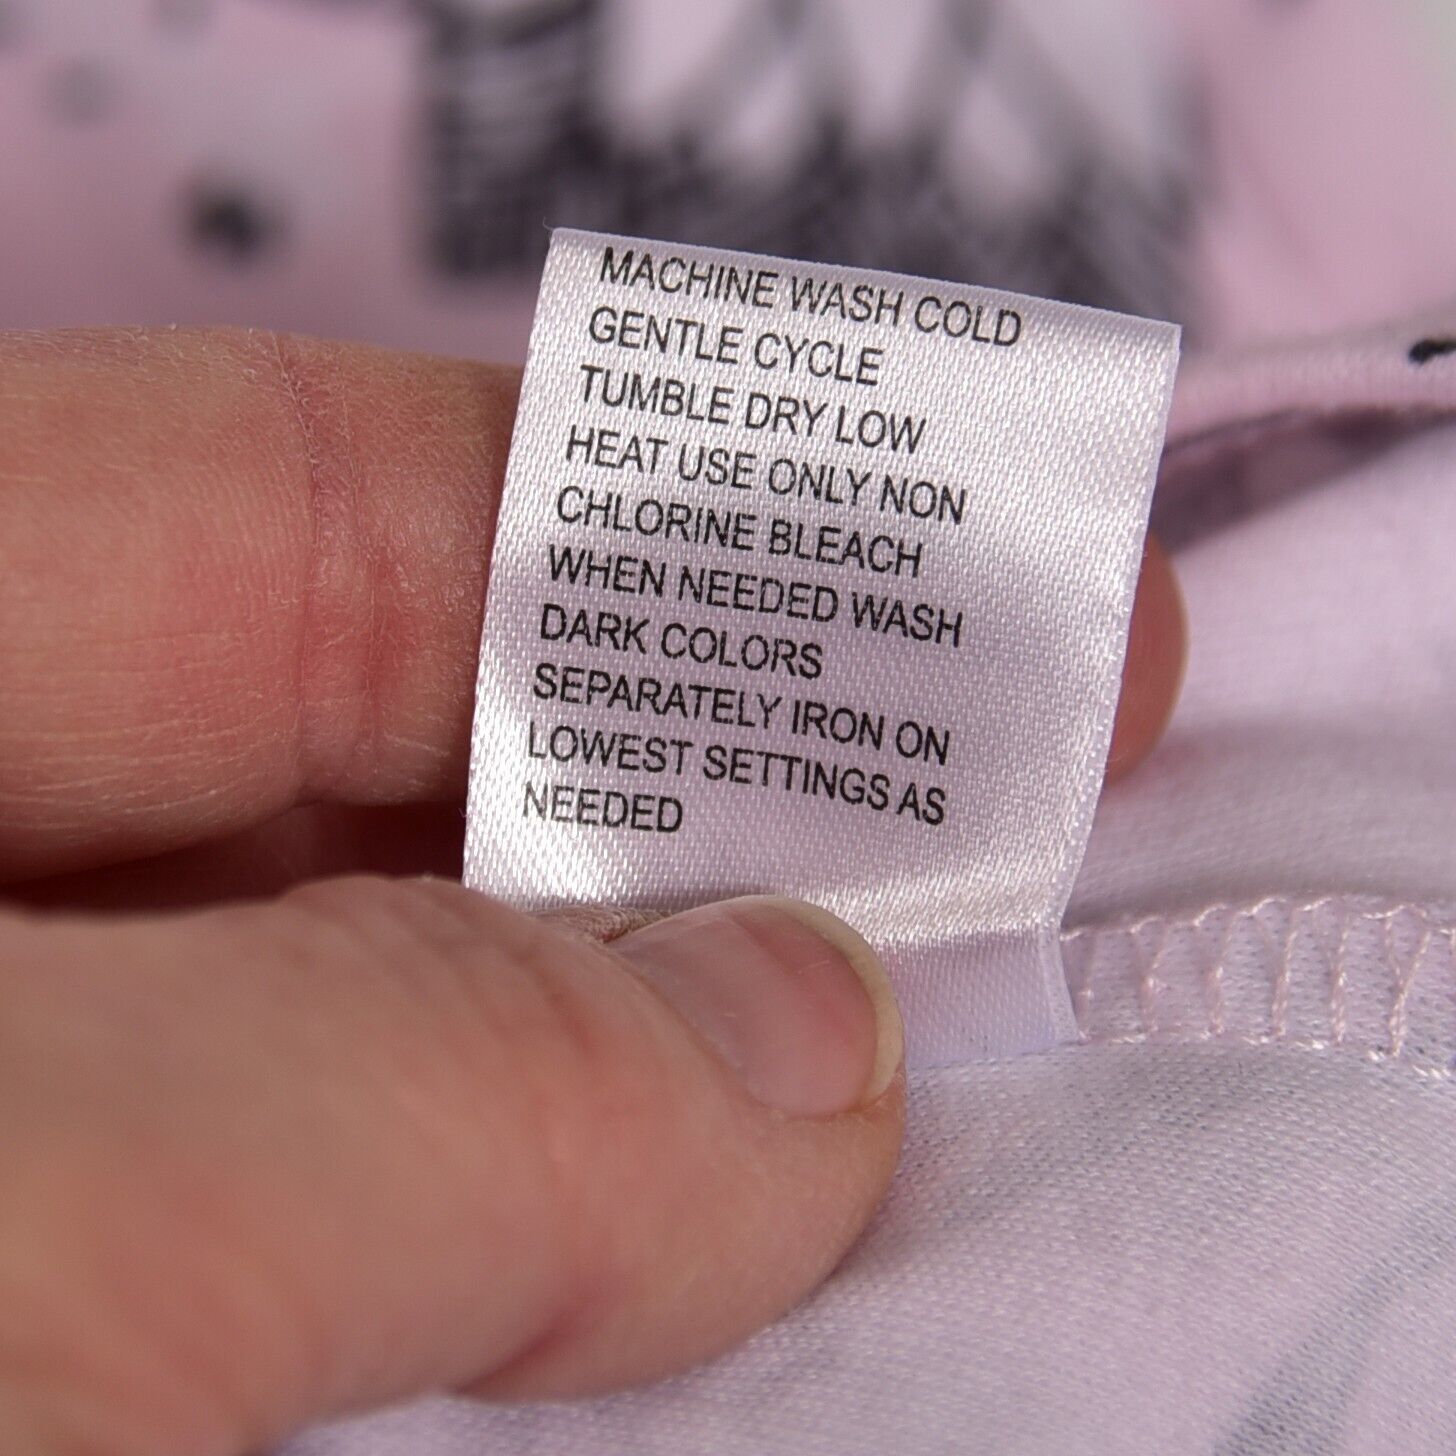 MACHINE WASH COLD
GENTLE CYCLE
TUMBLE DRY LOW
HEAT USE ONLY NON
CHLORINE BLEACH
WHEN NEEDED WASH
DARK COLORS
SEPARATELY IRON ON
LOWEST SETTINGS AS
NEEDED